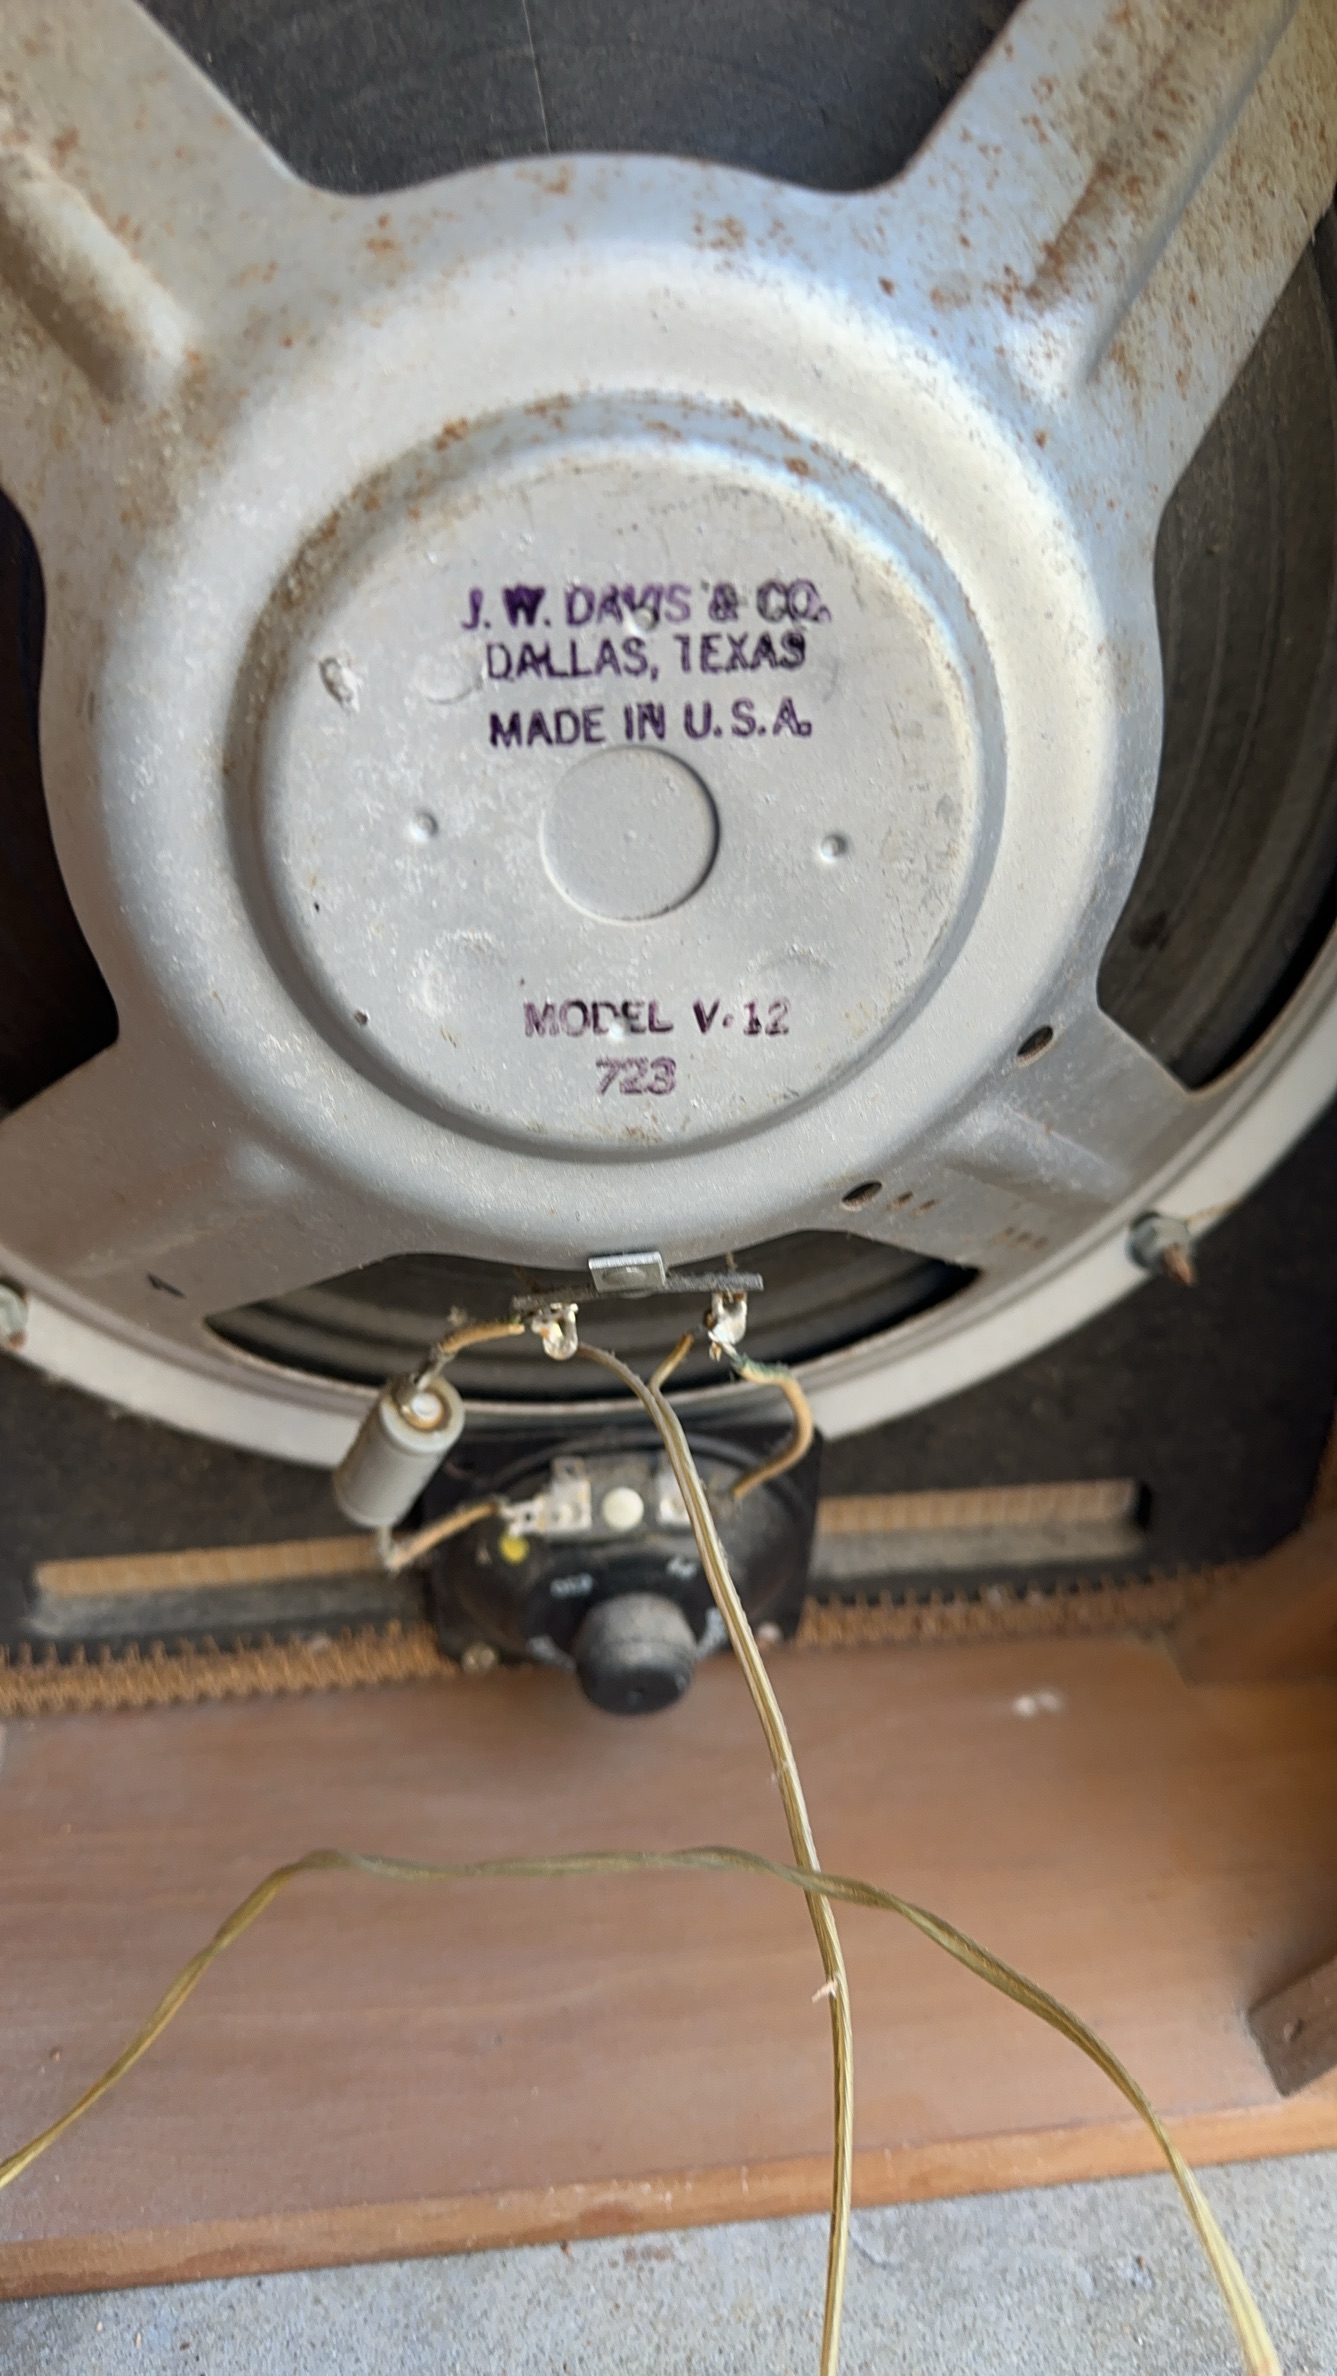 J. W. DAVIS & CO.
DALLAS, TEXAS
MADE IN U.S.A.
MODEL V-12
723